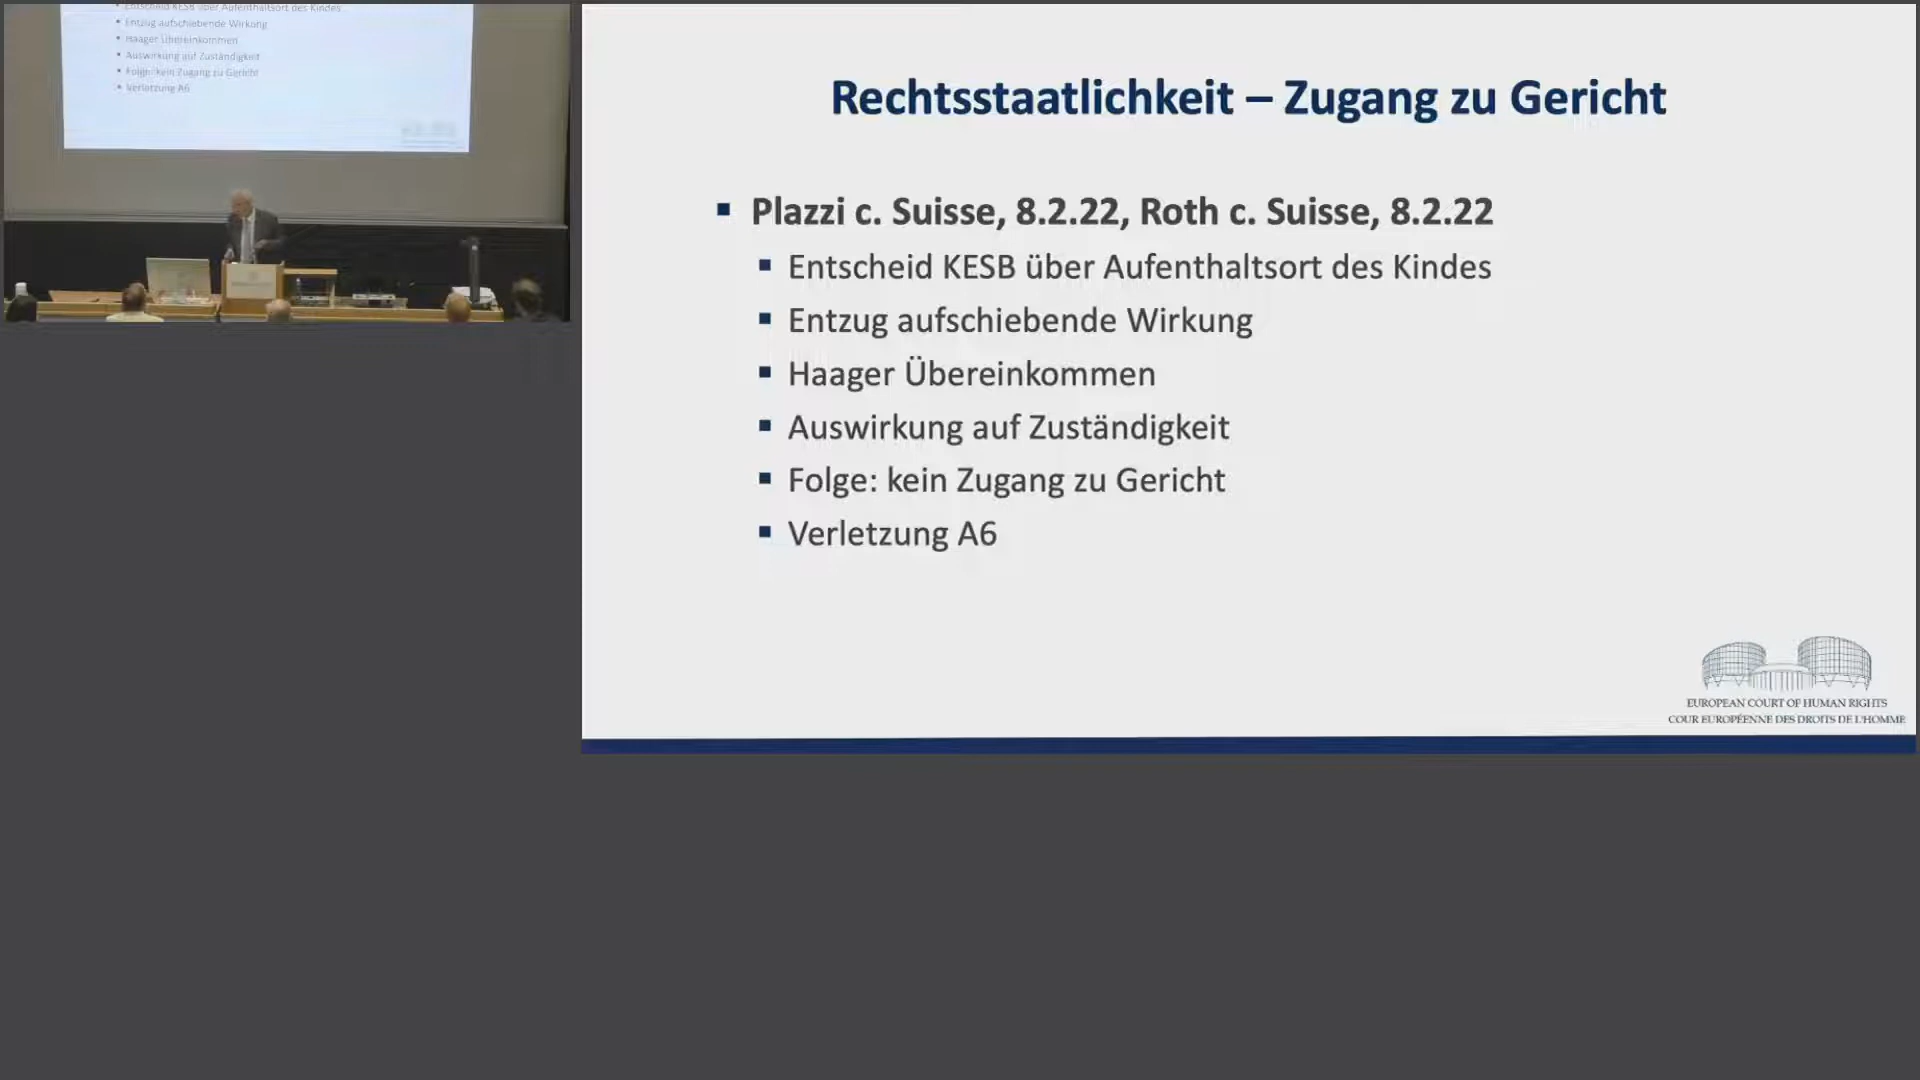 Entscheid KESB über Aufenthaltsort des Kindes
Entzug aufschiebende Wirkung
Haager Übereinkommen
Auswirkung auf Zuständigkeit
Folge: kein Zugang zu Gericht
Verletzung A6
Rechtsstaatlichkeit – Zugang zu Gericht
Plazzi c. Suisse, 8.2.22, Roth c. Suisse, 8.2.22
Entscheid KESB über Aufenthaltsort des Kindes
Entzug aufschiebende Wirkung
Haager Übereinkommen
Auswirkung auf Zuständigkeit
Folge: kein Zugang zu Gericht
Verletzung A6
EUROPEAN COURT OF HUMAN RIGHTS
COUR EUROPÉENNE DES DROITS DE L'HOMME